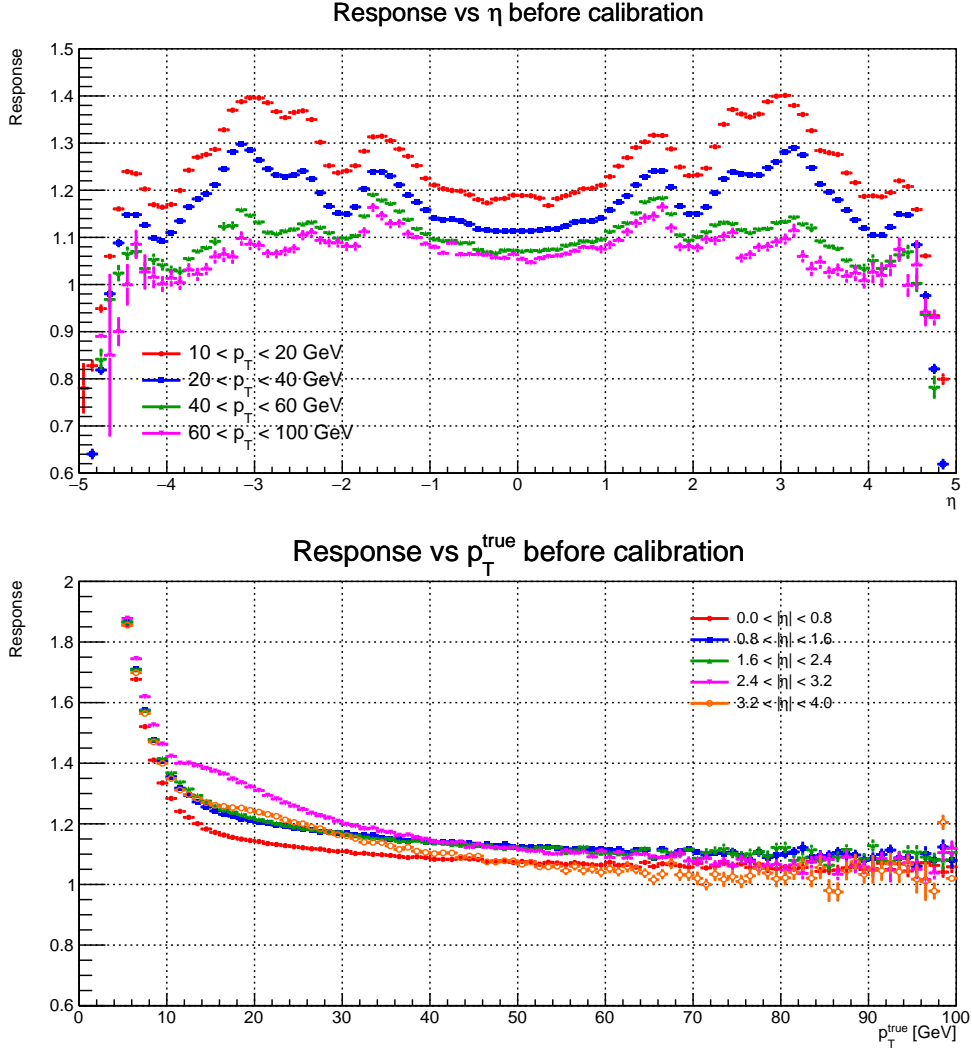 Response vs η before calibration
Response
1.5
1.4
1.3
1.2
1.1
1
0.9
0.8
0.7
0.6
10 < p_T < 20 GeV
20 < p_T < 40 GeV
40 < p_T < 60 GeV
60 < p_T < 100 GeV
−5 −4 −3 −2 −1 0 1 2 3 4 5
η
Response vs p_T^true before calibration
Response
2
1.8
1.6
1.4
1.2
1
0.8
0.6
0.0 < |η| < 0.8
0.8 < |η| < 1.6
1.6 < |η| < 2.4
2.4 < |η| < 3.2
3.2 < |η| < 4.0
0 10 20 30 40 50 60 70 80 90 100
p_T^true [GeV]